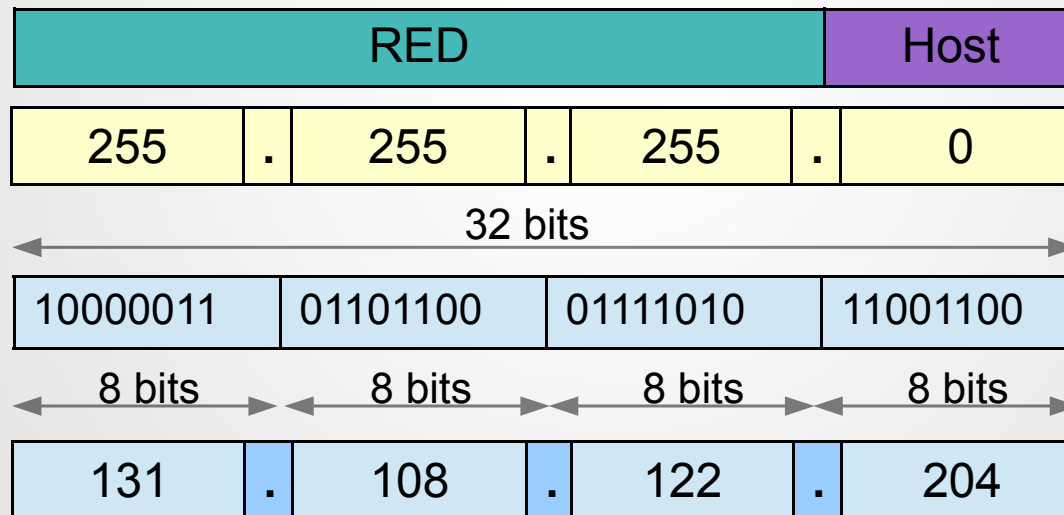 RED Host
255 . 255 . 255 . 0
32 bits
10000011 01101100 01111010 11001100
8 bits 8 bits 8 bits 8 bits
131 . 108 . 122 . 204